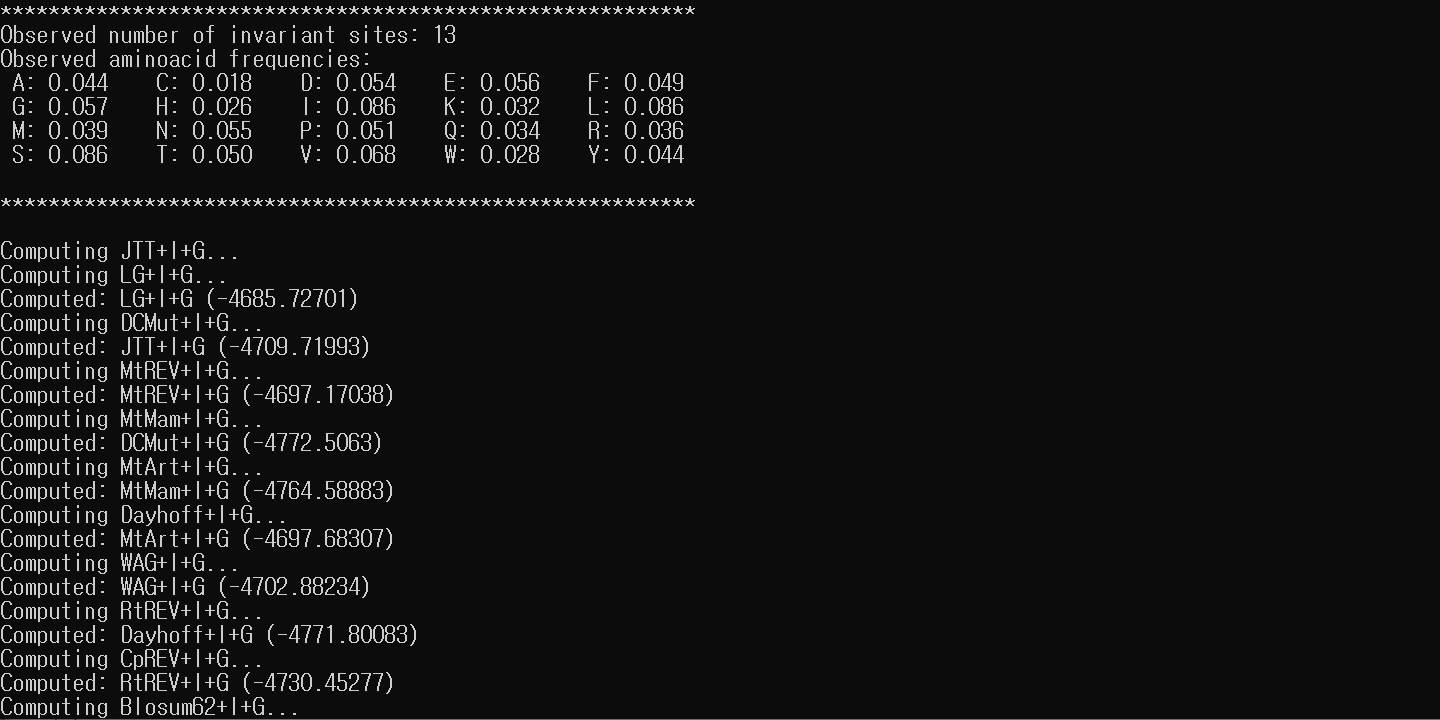 **********************************************************
Observed number of invariant sites: 13
Observed aminoacid frequencies:
 A: 0.044    C: 0.018    D: 0.054    E: 0.056    F: 0.049
 G: 0.057    H: 0.026    I: 0.086    K: 0.032    L: 0.086
 M: 0.039    N: 0.055    P: 0.051    Q: 0.034    R: 0.036
 S: 0.086    T: 0.050    V: 0.068    W: 0.028    Y: 0.044
**********************************************************
Computing JTT+I+G...
Computing LG+I+G...
Computed: LG+I+G (-4685.72701)
Computing DCMut+I+G...
Computed: JTT+I+G (-4709.71993)
Computing MtREV+I+G...
Computed: MtREV+I+G (-4697.17038)
Computing MtMam+I+G...
Computed: DCMut+I+G (-4772.5063)
Computing MtArt+I+G...
Computed: MtMam+I+G (-4764.58883)
Computing Dayhoff+I+G...
Computed: MtArt+I+G (-4697.68307)
Computing WAG+I+G...
Computed: WAG+I+G (-4702.88234)
Computing RtREV+I+G...
Computed: Dayhoff+I+G (-4771.80083)
Computing CpREV+I+G...
Computed: RtREV+I+G (-4730.45277)
Computing Blosum62+I+G...